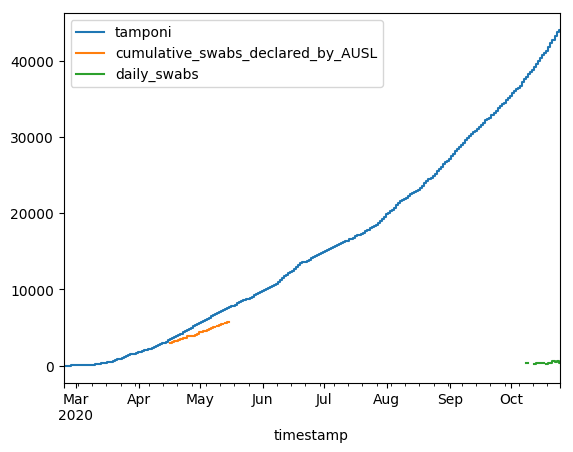 tamponi
cumulative_swabs_declared_by_AUSL
daily_swabs
40000
30000
20000
10000
0
Mar Apr May Jun Jul Aug Sep Oct
2020
timestamp